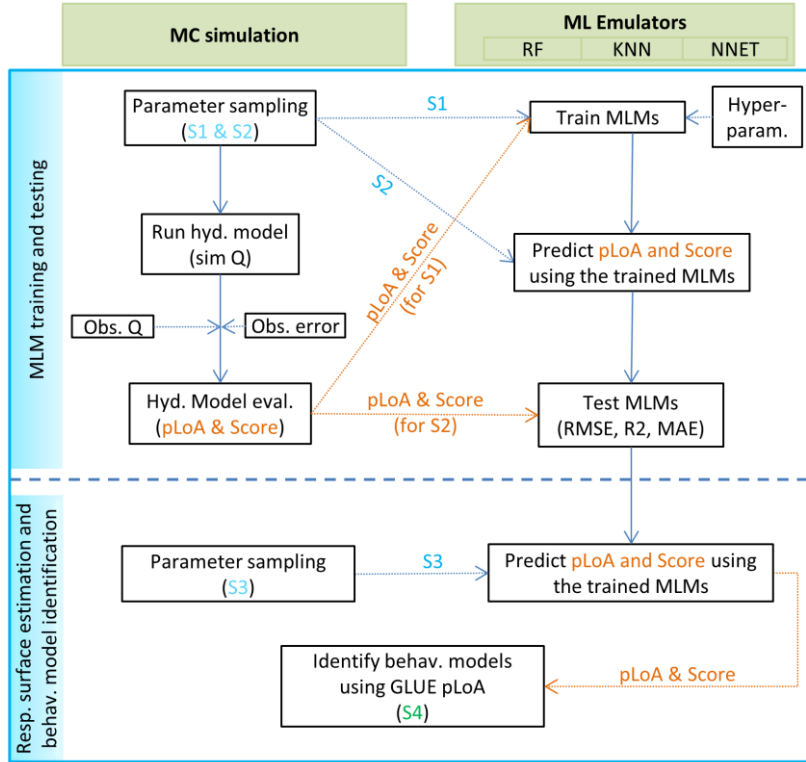 MC simulation
ML Emulators
RF
KNN
NNET
MLM training and testing
Parameter sampling
(S1 & S2)
S1
Train MLMs
Hyper-
param.
S2
Run hyd. model
(sim Q)
pLoA & Score
(for S1)
Predict pLoA and Score
using the trained MLMs
Obs. Q
Obs. error
Hyd. Model eval.
(pLoA & Score)
pLoA & Score
(for S2)
Test MLMs
(RMSE, R2, MAE)
Resp. surface estimation and
behav. model identification
Parameter sampling
(S3)
S3
Predict pLoA and Score using
the trained MLMs
Identify behav. models
using GLUE pLoA
(S4)
pLoA & Score